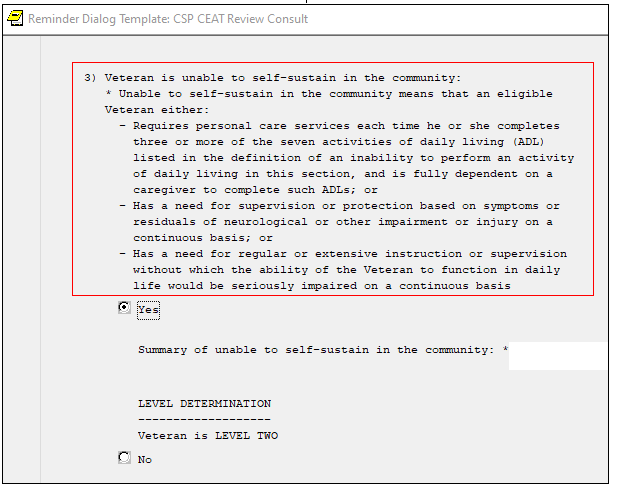 Reminder Dialog Template: CSP CEAT Review Consult
3) Veteran is unable to self-sustain in the community:
* Unable to self-sustain in the community means that an eligible
Veteran either:
- Requires personal care services each time he or she completes
three or more of the seven activities of daily living (ADL)
listed in the definition of an inability to perform an activity
of daily living in this section, and is fully dependent on a
caregiver to complete such ADLs; or
- Has a need for supervision or protection based on symptoms or
residuals of neurological or other impairment or injury on a
continuous basis; or
- Has a need for regular or extensive instruction or supervision
without which the ability of the Veteran to function in daily
life would be seriously impaired on a continuous basis
Yes
Summary of unable to self-sustain in the community: *
LEVEL DETERMINATION
-------------------
Veteran is LEVEL TWO
No